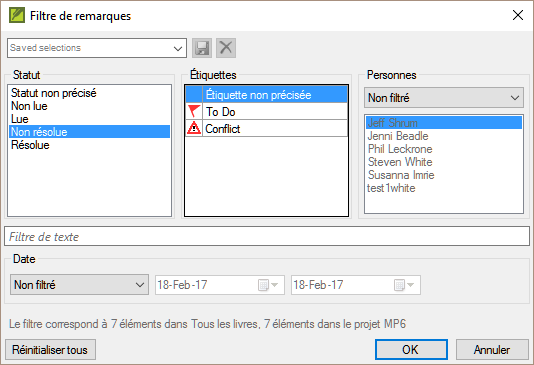 Filtre de remarques
Saved selections
Statut
Statut non précisé
Non lue
Lue
Non résolue
Résolue
Étiquettes
Étiquette non précisée
To Do
Conflict
Personnes
Non filtré
Jeff Shrum
Jenni Beadle
Phil Leckrone
Steven White
Susanna Imrie
test1white
Filtre de texte
Date
Non filtré
18-Feb-17
18-Feb-17
Le filtre correspond à 7 éléments dans Tous les livres, 7 éléments dans le projet MP6
Réinitialiser tous
OK
Annuler